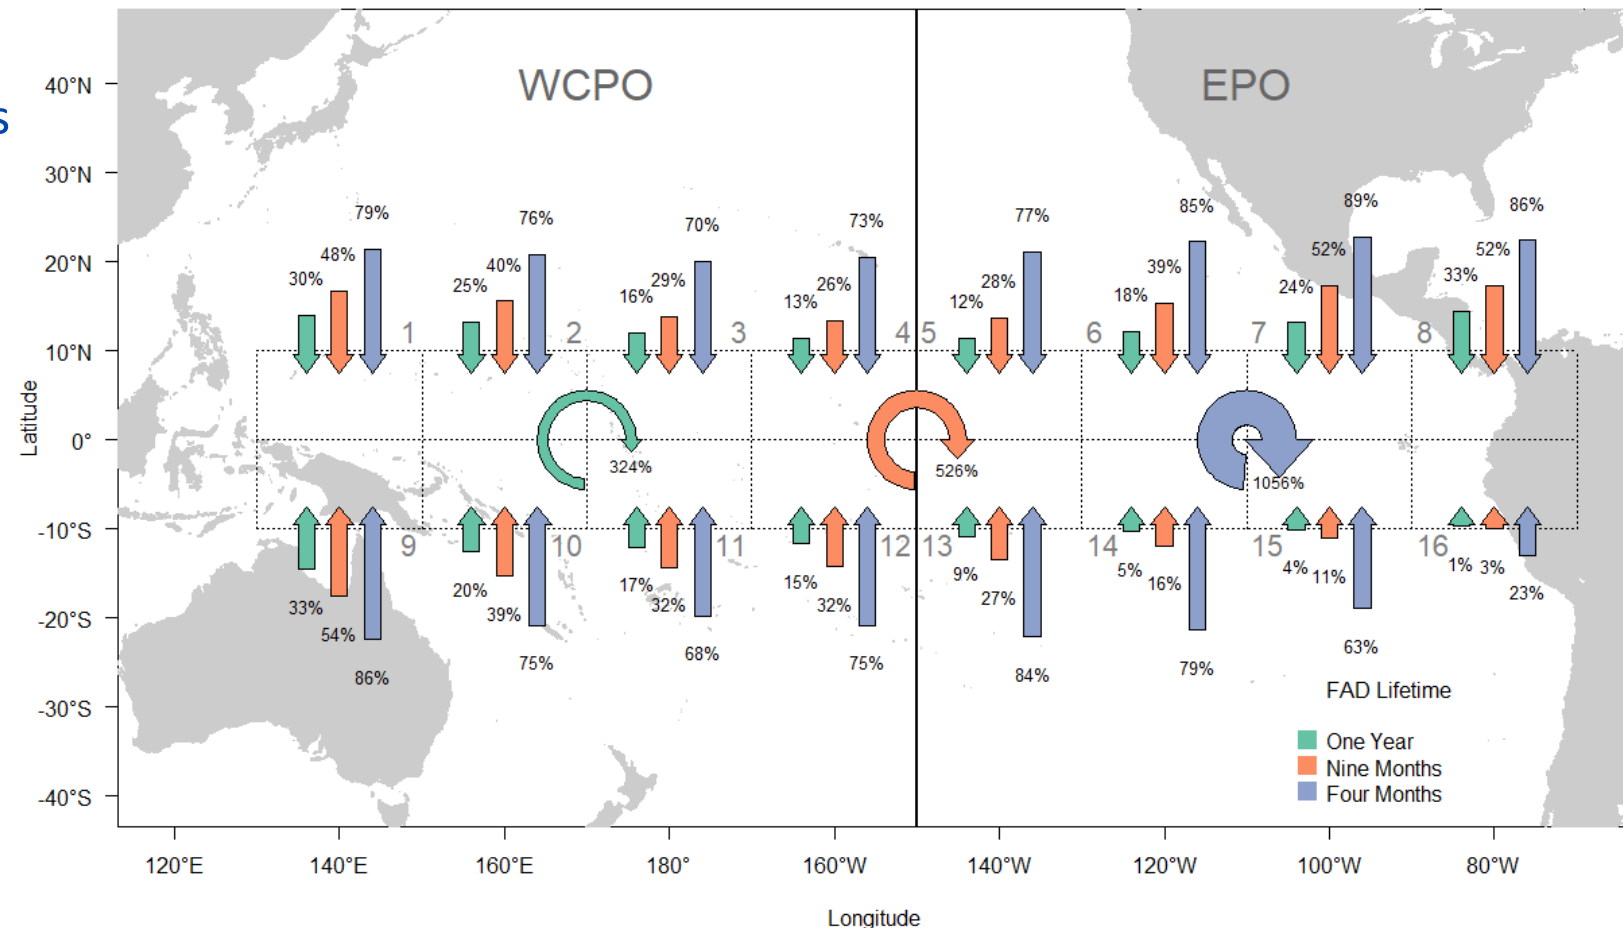 s
WCPO
EPO
40°N
30°N
20°N
10°N
0°
-10°S
-20°S
-30°S
-40°S
Latitude
79%
48%
30%
76%
40%
25%
70%
29%
16%
73%
26%
13%
77%
28%
12%
85%
39%
18%
89%
52%
24%
86%
52%
33%
1
2
3
4
5
6
7
8
324%
526%
1056%
9
10
11
12
13
14
15
16
33%
54%
86%
20%
39%
75%
17%
32%
68%
15%
32%
75%
9%
27%
84%
5%
16%
79%
4%
11%
63%
1%
3%
23%
FAD Lifetime
One Year
Nine Months
Four Months
120°E
140°E
160°E
180°
160°W
140°W
120°W
100°W
80°W
Longitude